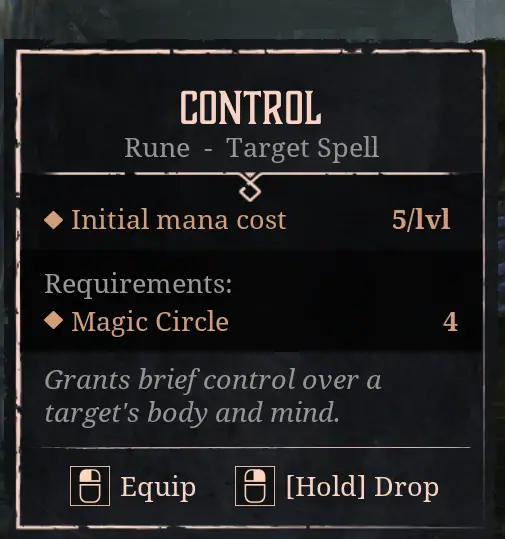 CONTROL
Rune - Target Spell
Initial mana cost 5/lvl
Requirements:
Magic Circle 4
Grants brief control over a
target's body and mind.
Equip [Hold] Drop